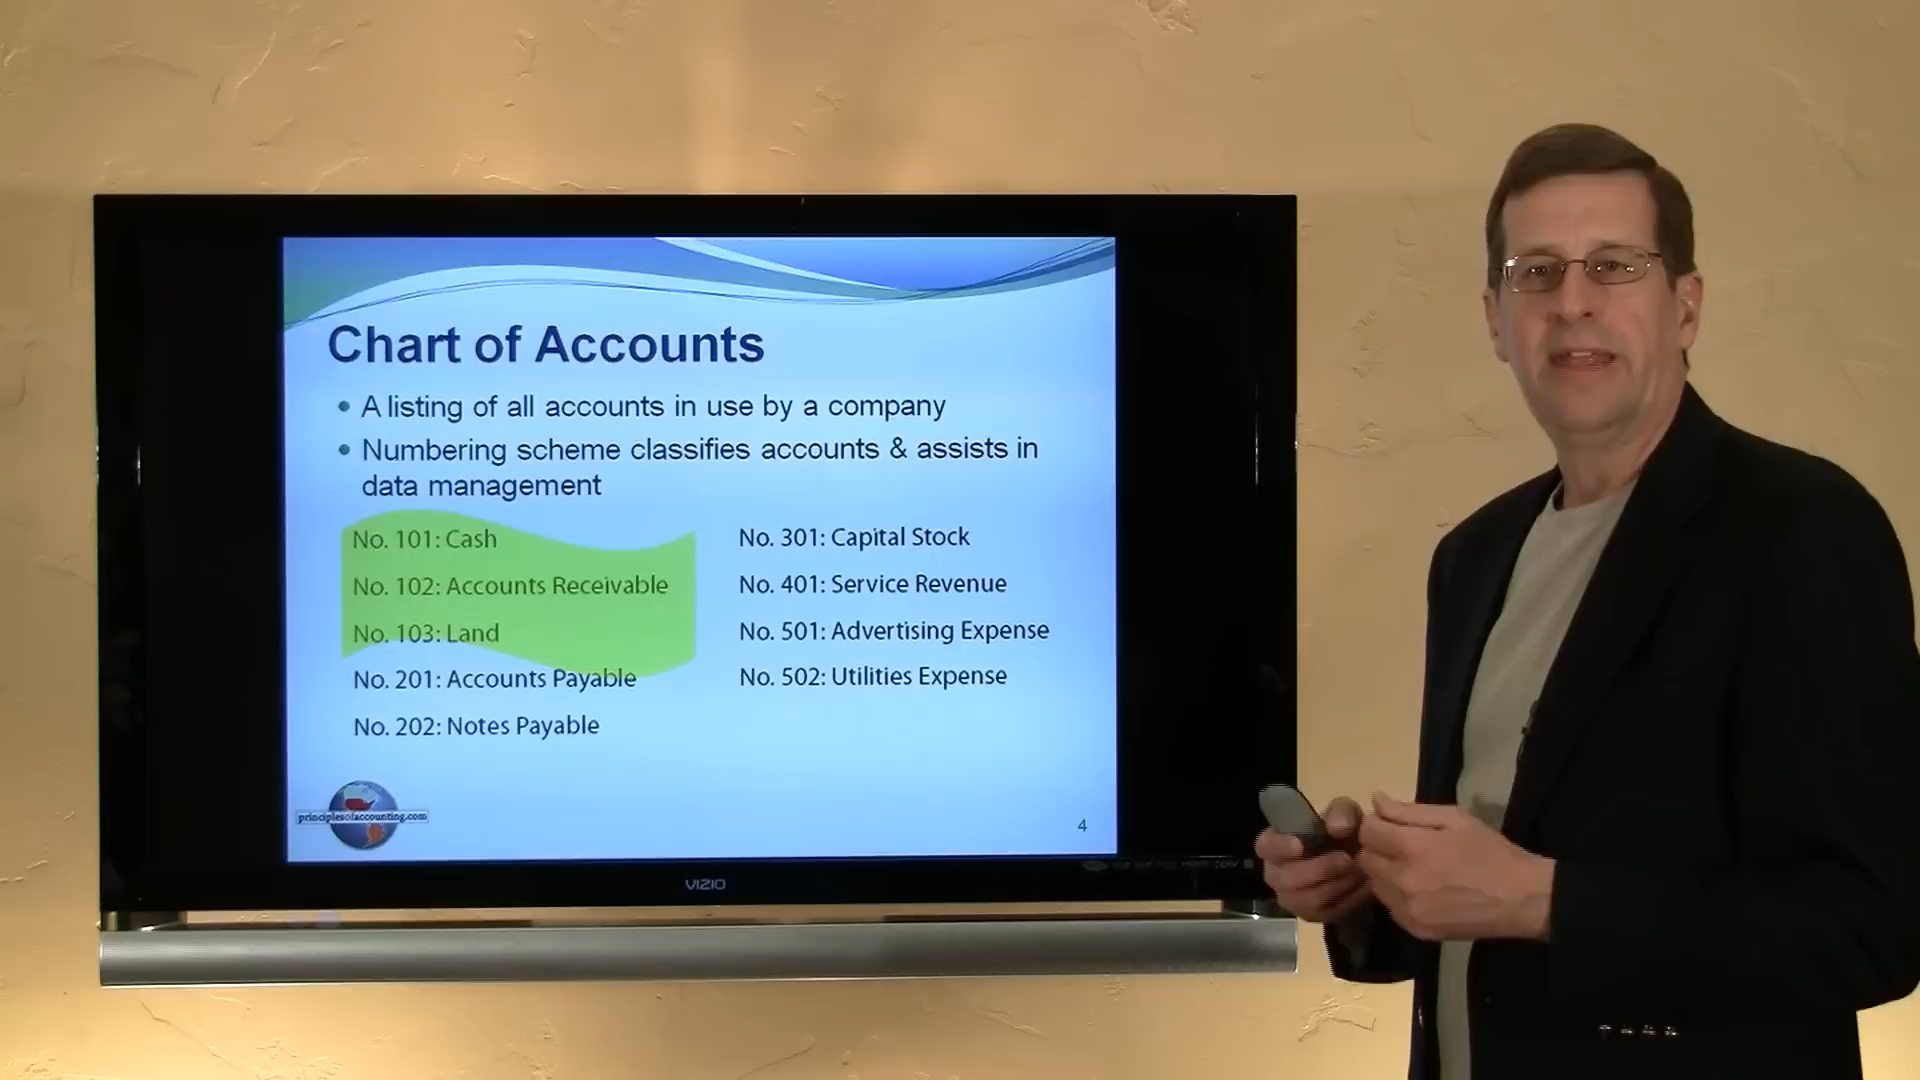 Chart of Accounts
• A listing of all accounts in use by a company
• Numbering scheme classifies accounts & assists in
data management
No. 101: Cash
No. 102: Accounts Receivable
No. 103: Land
No. 201: Accounts Payable
No. 202: Notes Payable
No. 301: Capital Stock
No. 401: Service Revenue
No. 501: Advertising Expense
No. 502: Utilities Expense
principlesofaccounting.com
4
VIZIO